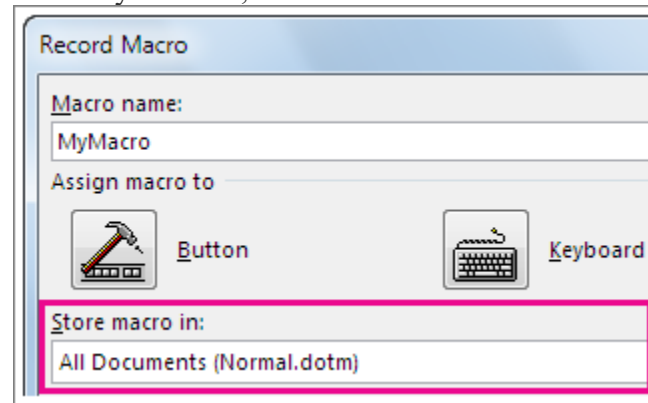 Record Macro
Macro name:
MyMacro
Assign macro to
Button
Keyboard
Store macro in:
All Documents (Normal.dotm)